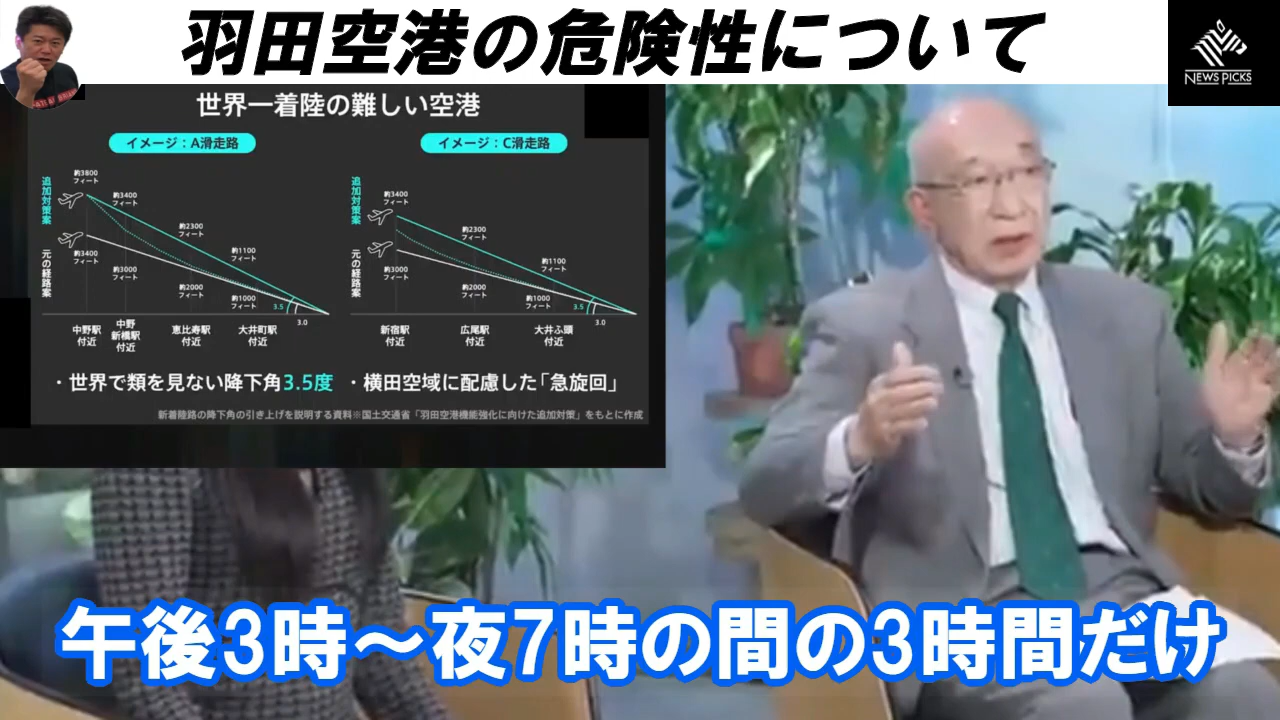 羽田空港の危険性について
NEWS PICKS
世界一着陸の難しい空港
イメージ：A滑走路
イメージ：C滑走路
追加対策案
元の経路案
約3800
フィート
約3400
フィート
約2300
フィート
約1100
フィート
約3400
フィート
約3000
フィート
約2000
フィート
約1000
フィート
3.5
3.0
中野駅
付近
中野
新橋駅
付近
恵比寿駅
付近
大井町駅
付近
追加対策案
元の経路案
約3400
フィート
約2300
フィート
約1100
フィート
約3000
フィート
約2000
フィート
約1000
フィート
3.5
3.0
新宿駅
付近
広尾駅
付近
大井ふ頭
付近
・世界で類を見ない降下角3.5度
・横田空域に配慮した「急旋回」
新着陸路の降下角の引き上げを説明する資料※国土交通省「羽田空港機能強化に向けた追加対策」をもとに作成
午後3時～夜7時の間の3時間だけ